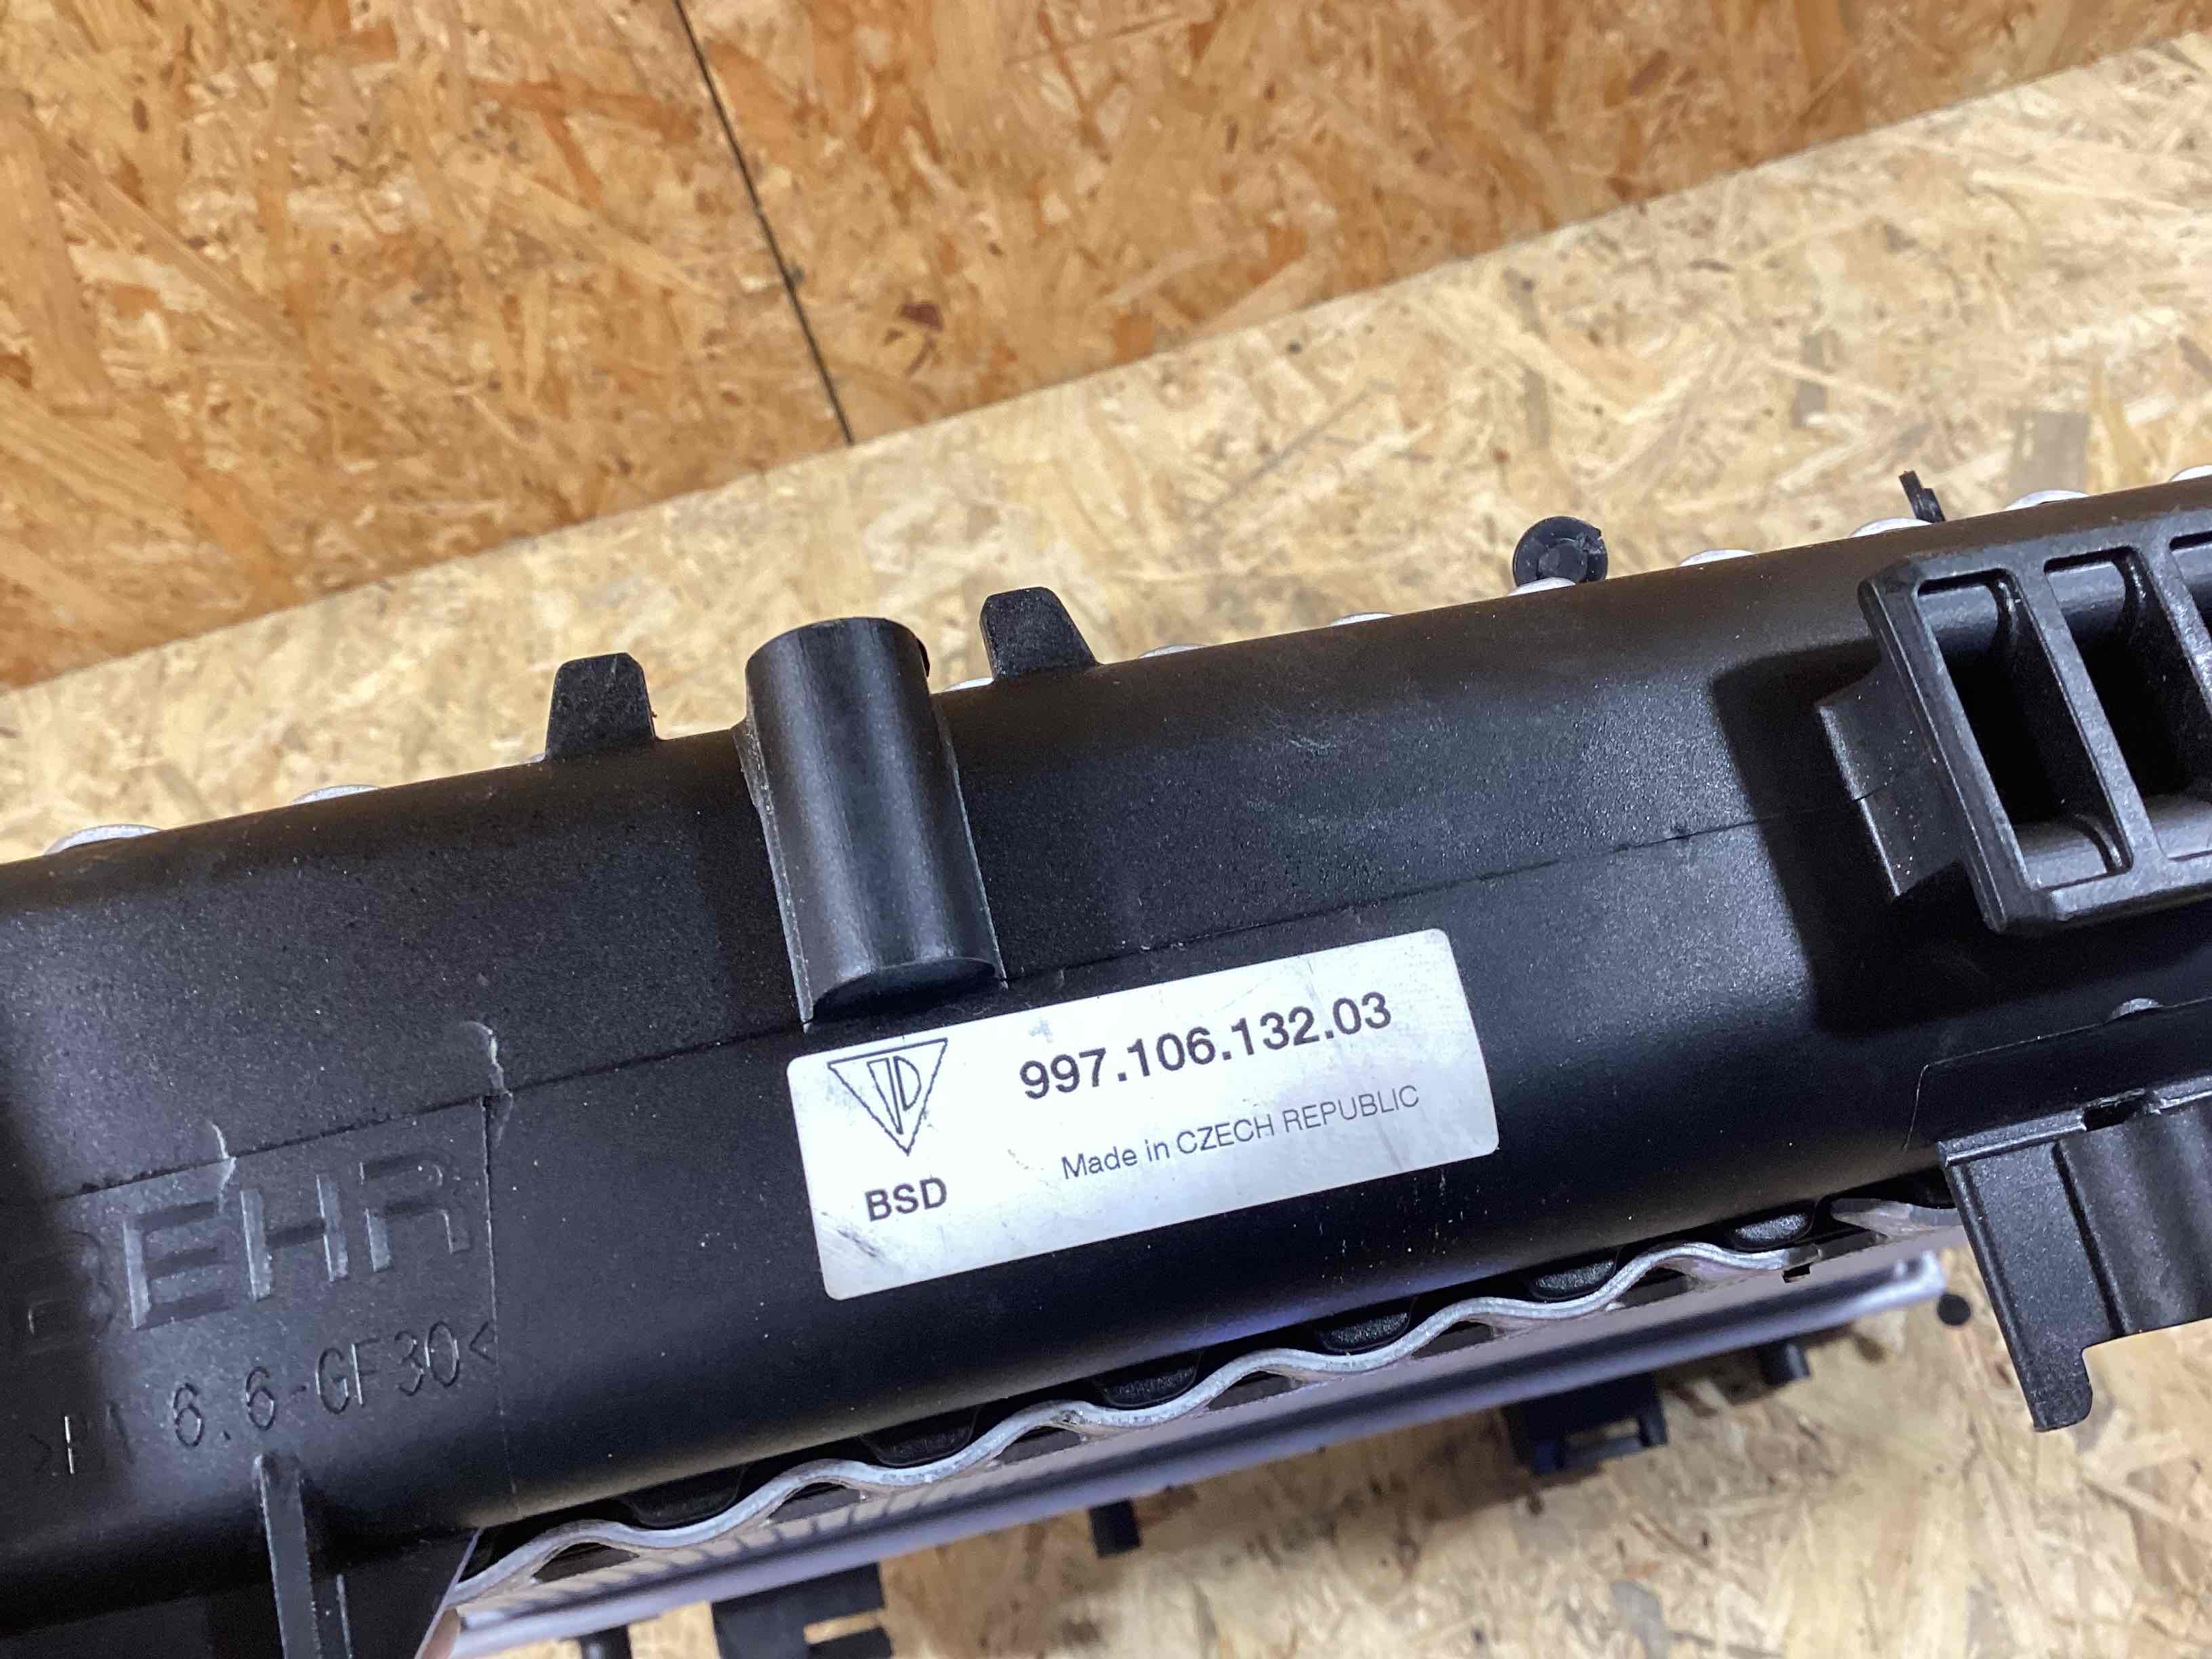 997.106.132.03
Made in CZECH REPUBLIC
BSD
BEHR
6.6-GF30<